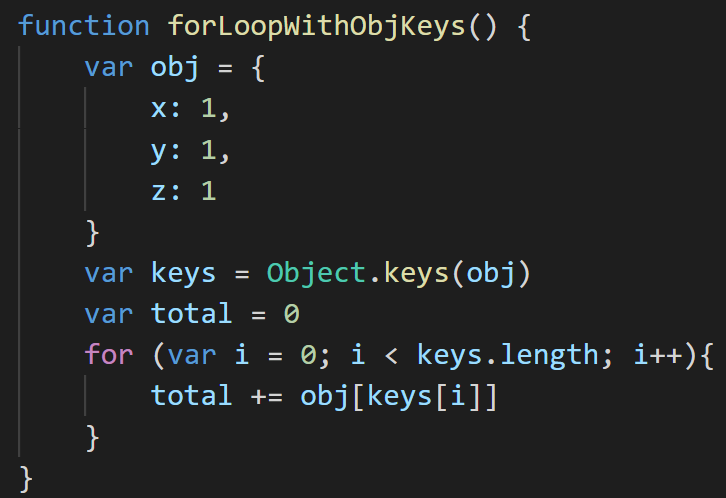 function forLoopWithObjKeys() {
    var obj = {
        x: 1,
        y: 1,
        z: 1
    }
    var keys = Object.keys(obj)
    var total = 0
    for (var i = 0; i < keys.length; i++){
        total += obj[keys[i]]
    }
}